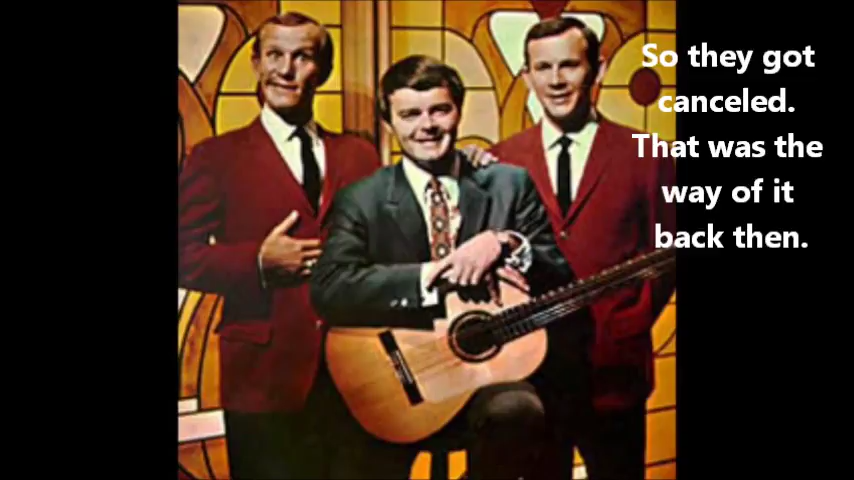 So they got
canceled.
That was the
way of it
back then.